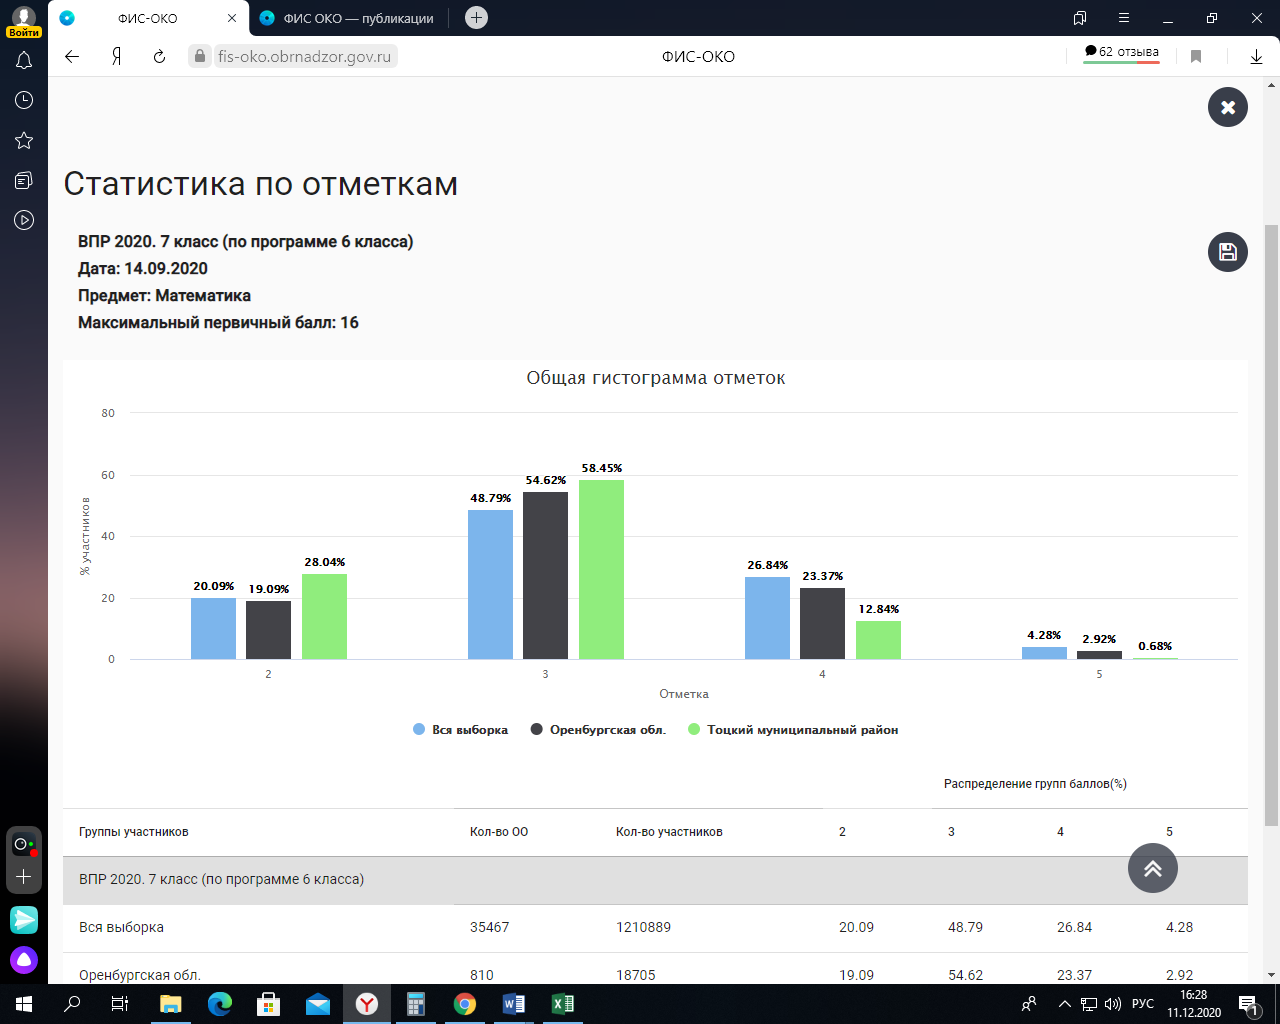 Войти
ФИС-ОКО
ФИС ОКО — публикации
fis-oko.obrnadzor.gov.ru
ФИС-ОКО
62 отзыва
Статистика по отметкам
ВПР 2020. 7 класс (по программе 6 класса)
Дата: 14.09.2020
Предмет: Математика
Максимальный первичный балл: 16
Общая гистограмма отметок
% участников
80
60
40
20
0
20.09% 19.09% 28.04%
48.79% 54.62% 58.45%
26.84% 23.37% 12.84%
4.28% 2.92% 0.68%
2 3 4 5
Отметка
Вся выборка Оренбургская обл. Тоцкий муниципальный район
Распределение групп баллов(%)
Группы участников Кол-во ОО Кол-во участников 2 3 4 5
ВПР 2020. 7 класс (по программе 6 класса)
Вся выборка 35467 1210889 20.09 48.79 26.84 4.28
Оренбургская обл. 810 18705 19.09 54.62 23.37 2.92
РУС
16:28
11.12.2020
1